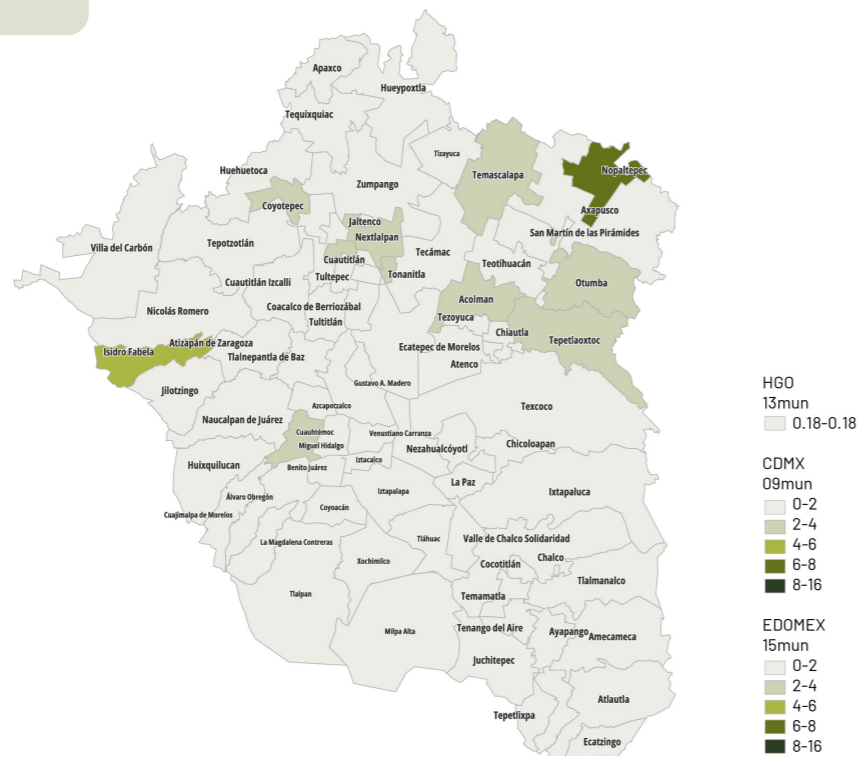 Apaxco
Hueypoxtla
Tequixquiac
Tizayuca
Huehuetoca
Zumpango
Temascalapa
Nopaltepec
Coyotepec
Axapusco
Jaltenco
San Martín de las Pirámides
Nextlalpan
Villa del Carbón
Tepotzotlán
Tecámac
Cuautitlán
Teotihuacán
Tultepec
Tonanitla
Cuautitlán Izcalli
Otumba
Acolman
Nicolás Romero
Coacalco de Berriozábal
Tezoyuca
Tultitlán
Chiautla
Tepetlaoxtoc
Atizapán de Zaragoza
Ecatepec de Morelos
Isidro Fabela
Tlalnepantla de Baz
Atenco
Gustavo A. Madero
Jilotzingo
Azcapotzalco
Texcoco
Naucalpan de Juárez
Cuauhtémoc
Venustiano Carranza
Miguel Hidalgo
Chicoloapan
Nezahualcóyotl
Iztacalco
Huixquilucan
Benito Juárez
La Paz
Iztapalapa
Ixtapaluca
Álvaro Obregón
Coyoacán
Cuajimalpa de Morelos
Tláhuac
Valle de Chalco Solidaridad
La Magdalena Contreras
Chalco
Xochimilco
Cocotitlán
Tlalmanalco
Tlalpan
Temamatla
Tenango del Aire
Milpa Alta
Ayapango
Amecameca
Juchitepec
Atlautla
Tepetlixpa
Ecatzingo
HGO
13mun
0.18-0.18
CDMX
09mun
0-2
2-4
4-6
6-8
8-16
EDOMEX
15mun
0-2
2-4
4-6
6-8
8-16